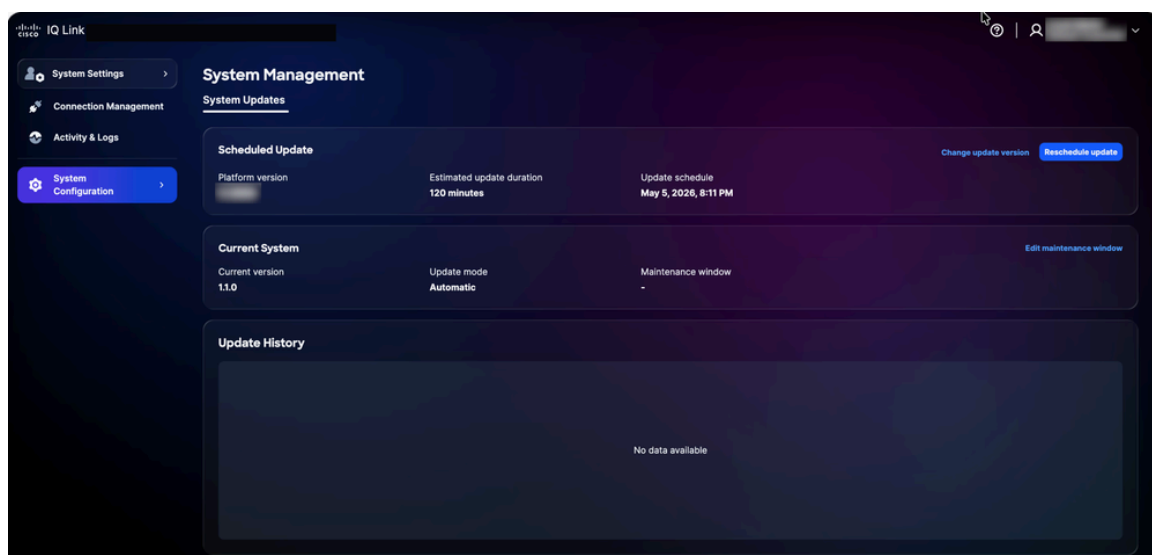 cisco IQ Link
System Settings
Connection Management
Activity & Logs
System
Configuration
System Management
System Updates
Scheduled Update
Change update version
Reschedule update
Platform version
Estimated update duration
120 minutes
Update schedule
May 5, 2026, 8:11 PM
Current System
Edit maintenance window
Current version
1.1.0
Update mode
Automatic
Maintenance window
-
Update History
No data available